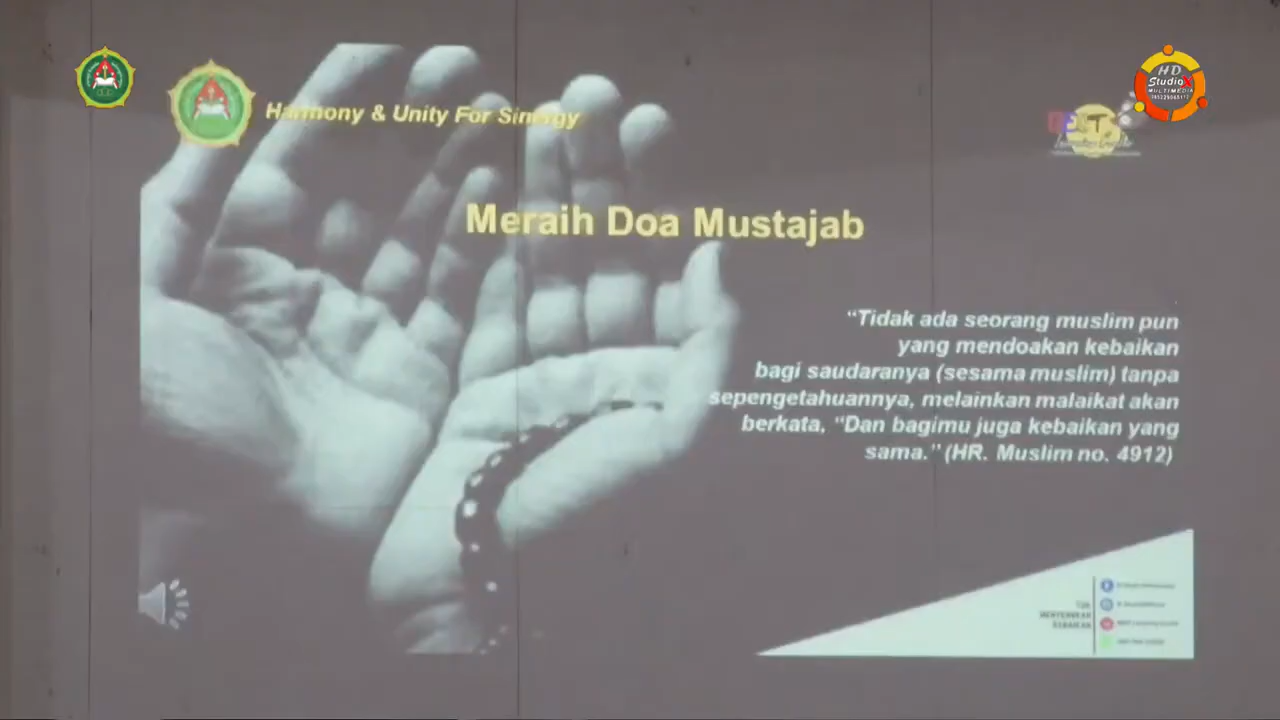 HD
Studio
MULTIMEDIA
Harmony & Unity For Sinergy
Meraih Doa Mustajab
“Tidak ada seorang muslim pun
yang mendoakan kebaikan
bagi saudaranya (sesama muslim) tanpa
sepengetahuannya, melainkan malaikat akan
berkata, “Dan bagimu juga kebaikan yang
sama.” (HR. Muslim no. 4912)
KEBAIKAN